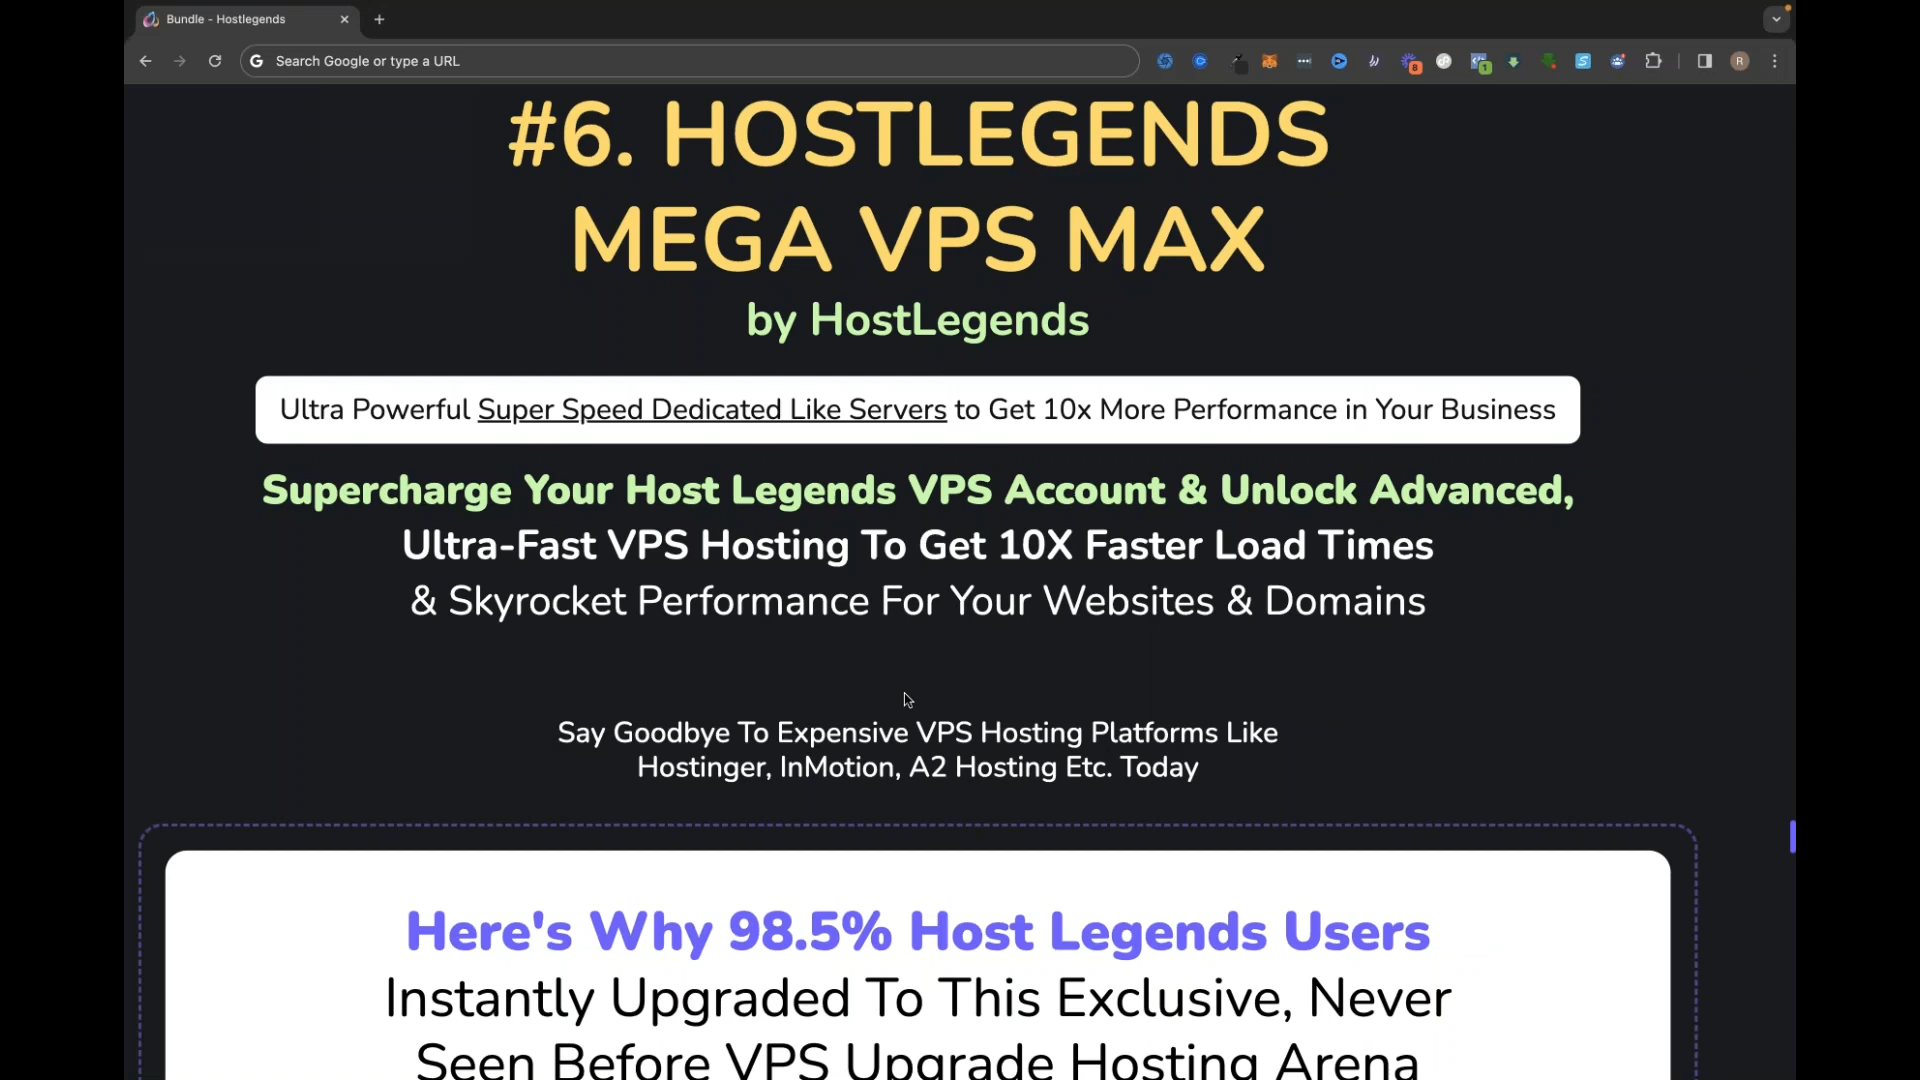 Bundle - Hostlegends
Search Google or type a URL
8
1
R
#6. HOSTLEGENDS
MEGA VPS MAX
by HostLegends
Ultra Powerful Super Speed Dedicated Like Servers to Get 10x More Performance in Your Business
Supercharge Your Host Legends VPS Account & Unlock Advanced,
Ultra-Fast VPS Hosting To Get 10X Faster Load Times
& Skyrocket Performance For Your Websites & Domains
Say Goodbye To Expensive VPS Hosting Platforms Like
Hostinger, InMotion, A2 Hosting Etc. Today
Here's Why 98.5% Host Legends Users
Instantly Upgraded To This Exclusive, Never
Seen Before VPS Upgrade Hosting Arena